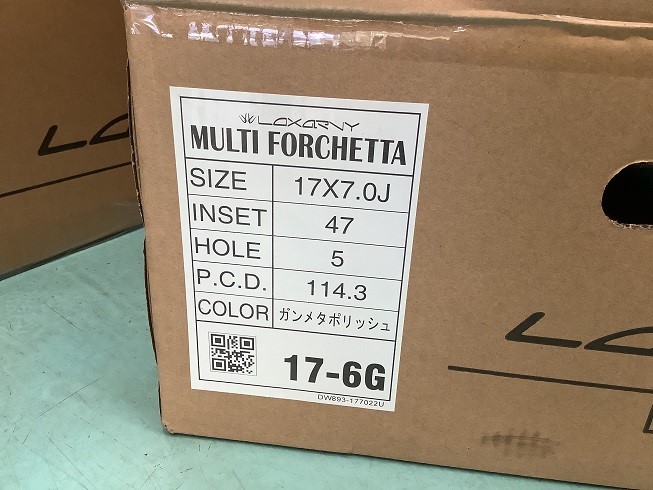 LOXARNY
MULTI FORCHETTA
SIZE 17X7.0J
INSET 47
HOLE 5
P.C.D. 114.3
COLOR ガンメタポリッシュ
17-6G
DW893-177022U